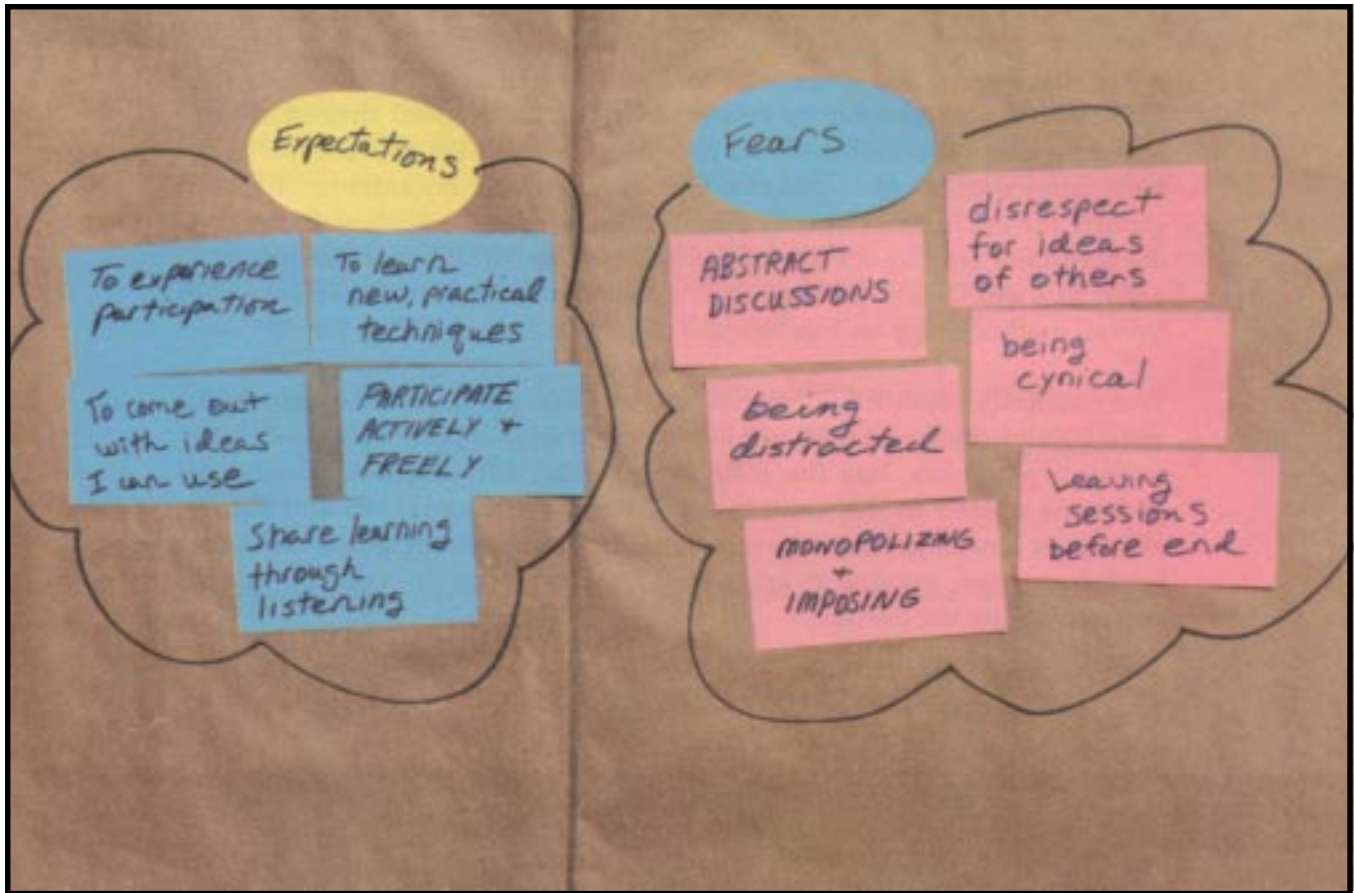 Expectations
To experience
participation
To learn
new, practical
techniques
To come out
with ideas
I can use
PARTICIPATE
ACTIVELY +
FREELY
Share learning
through
listening
Fears
ABSTRACT
DISCUSSIONS
disrespect
for ideas
of others
being
distracted
being
cynical
MONOPOLIZING
+
IMPOSING
Leaving
sessions
before end